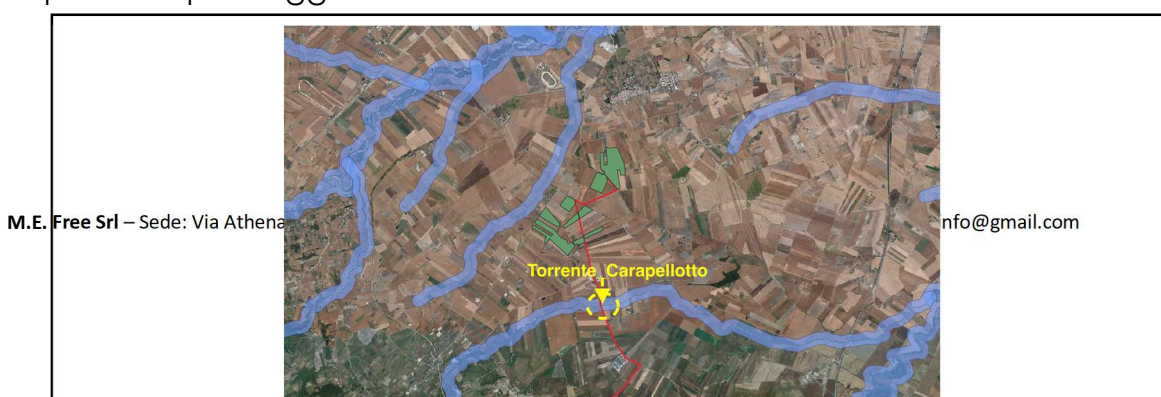 M.E. Free Srl – Sede: Via Athena
nfo@gmail.com
Torrente Carapellotto